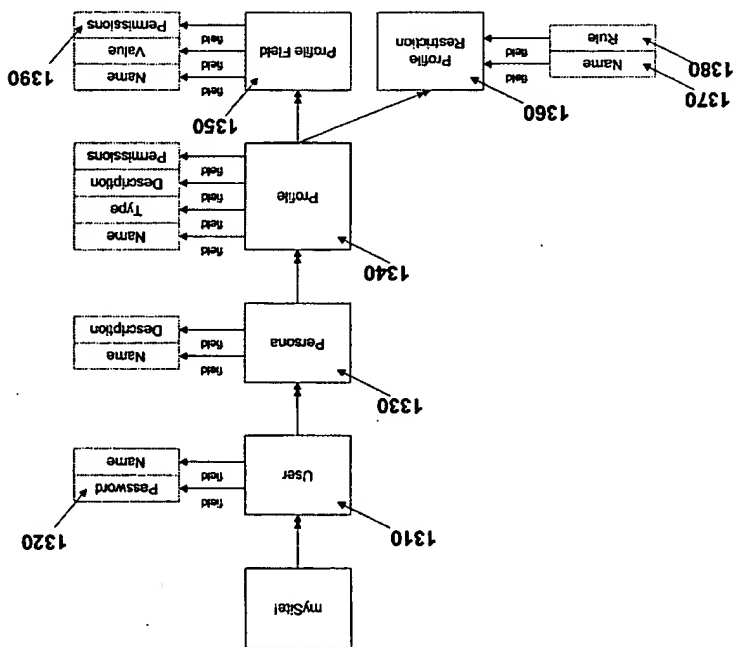 mySite!
1310
1320
User
field
Password
field
Name
1330
Persona
field
Name
field
Description
1340
Profile
field
Name
field
Type
field
Description
field
Permissions
1360
1350
1370
1380
Name
field
Rule
field
Profile
Restriction
Profile Field
field
Name
field
Value
field
Permissions
1390